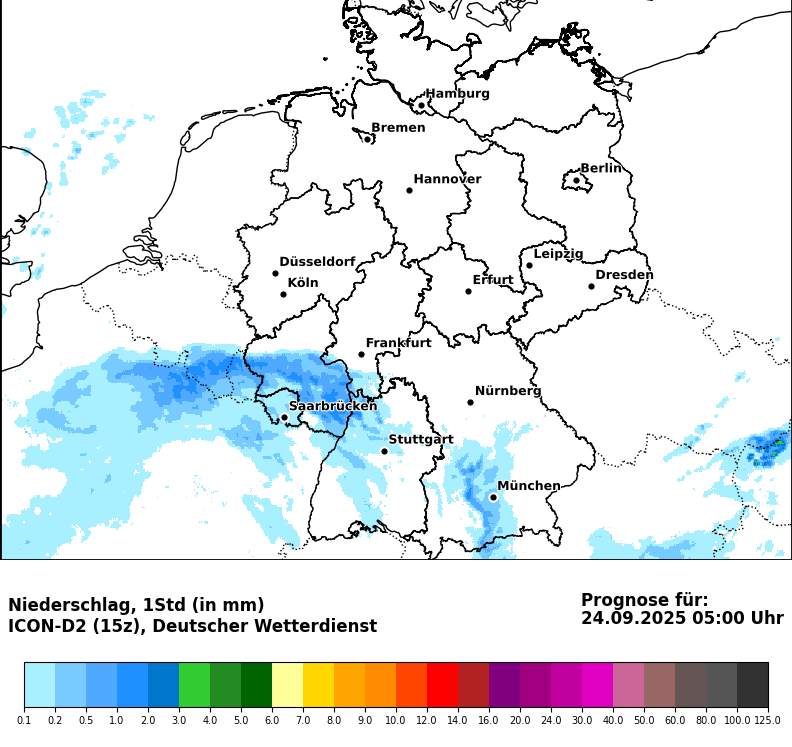 Hamburg
Bremen
Berlin
Hannover
Leipzig
Düsseldorf
Dresden
Köln
Erfurt
Frankfurt
Nürnberg
Saarbrücken
Stuttgart
München
Niederschlag, 1Std (in mm)
ICON-D2 (15z), Deutscher Wetterdienst
Prognose für:
24.09.2025 05:00 Uhr
0.1 0.2 0.5 1.0 2.0 3.0 4.0 5.0 6.0 7.0 8.0 9.0 10.0 12.0 14.0 16.0 20.0 24.0 30.0 40.0 50.0 60.0 80.0 100.0 125.0